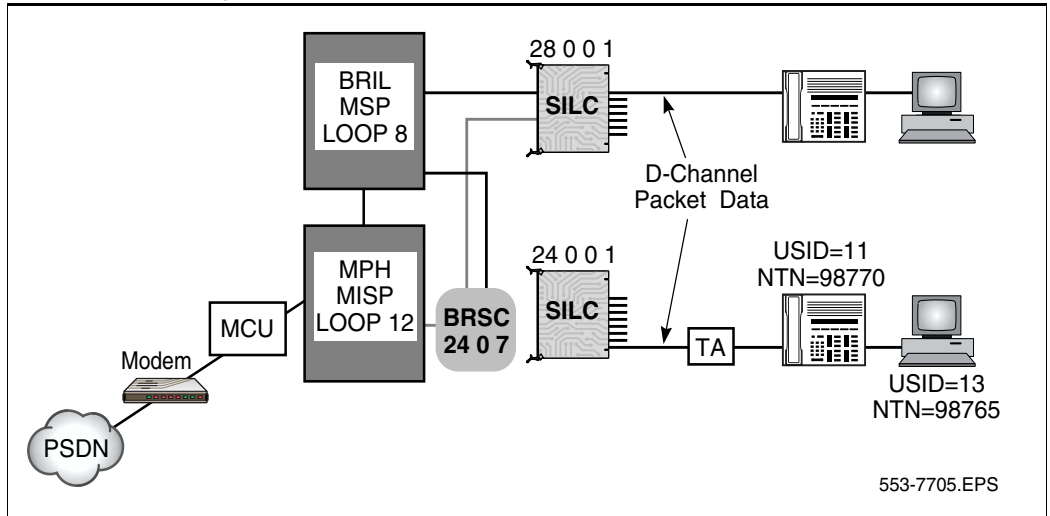 28 0 0 1
BRIL
MSP
LOOP 8
SILC
D-Channel
Packet Data
24 0 0 1
USID=11
NTN=98770
MPH
MISP
LOOP 12
SILC
BRSC
24 0 7
MCU
TA
Modem
USID=13
NTN=98765
PSDN
553-7705.EPS